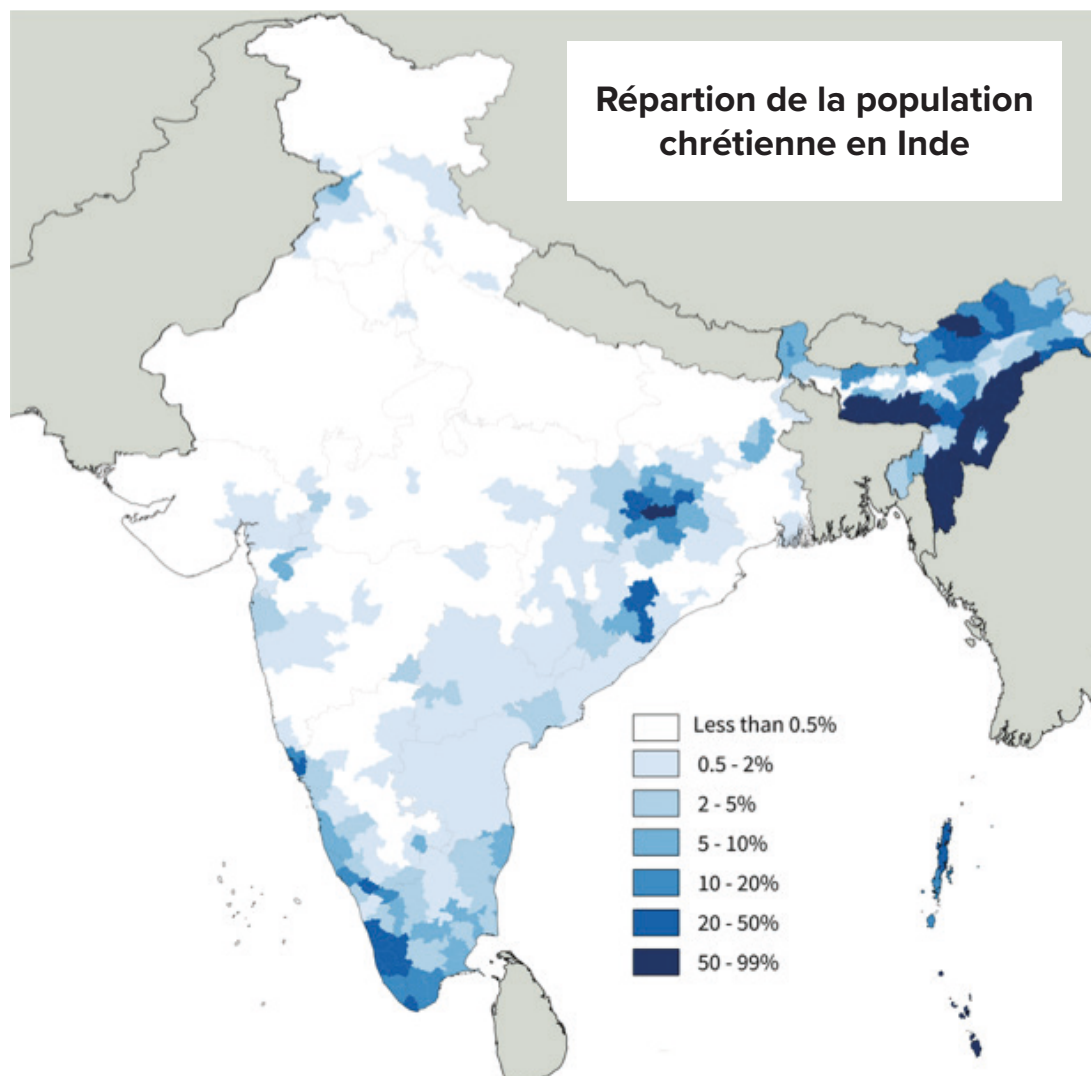 Répartion de la population
chrétienne en Inde
Less than 0.5%
0.5 - 2%
2 - 5%
5 - 10%
10 - 20%
20 - 50%
50 - 99%